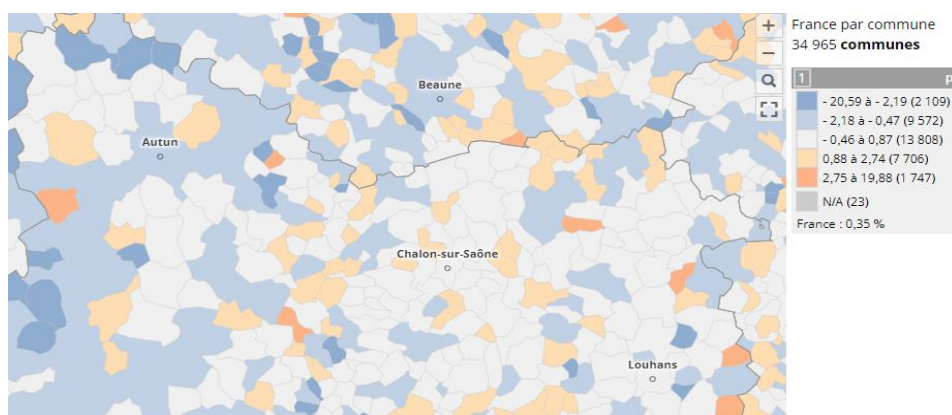 Beaune
Autun
Chalon-sur-Saône
Louhans
+
−
France par commune
34 965 communes
1 p
- 20,59 à - 2,19 (2 109)
- 2,18 à - 0,47 (9 572)
- 0,46 à 0,87 (13 808)
0,88 à 2,74 (7 706)
2,75 à 19,88 (1 747)
N/A (23)
France : 0,35 %